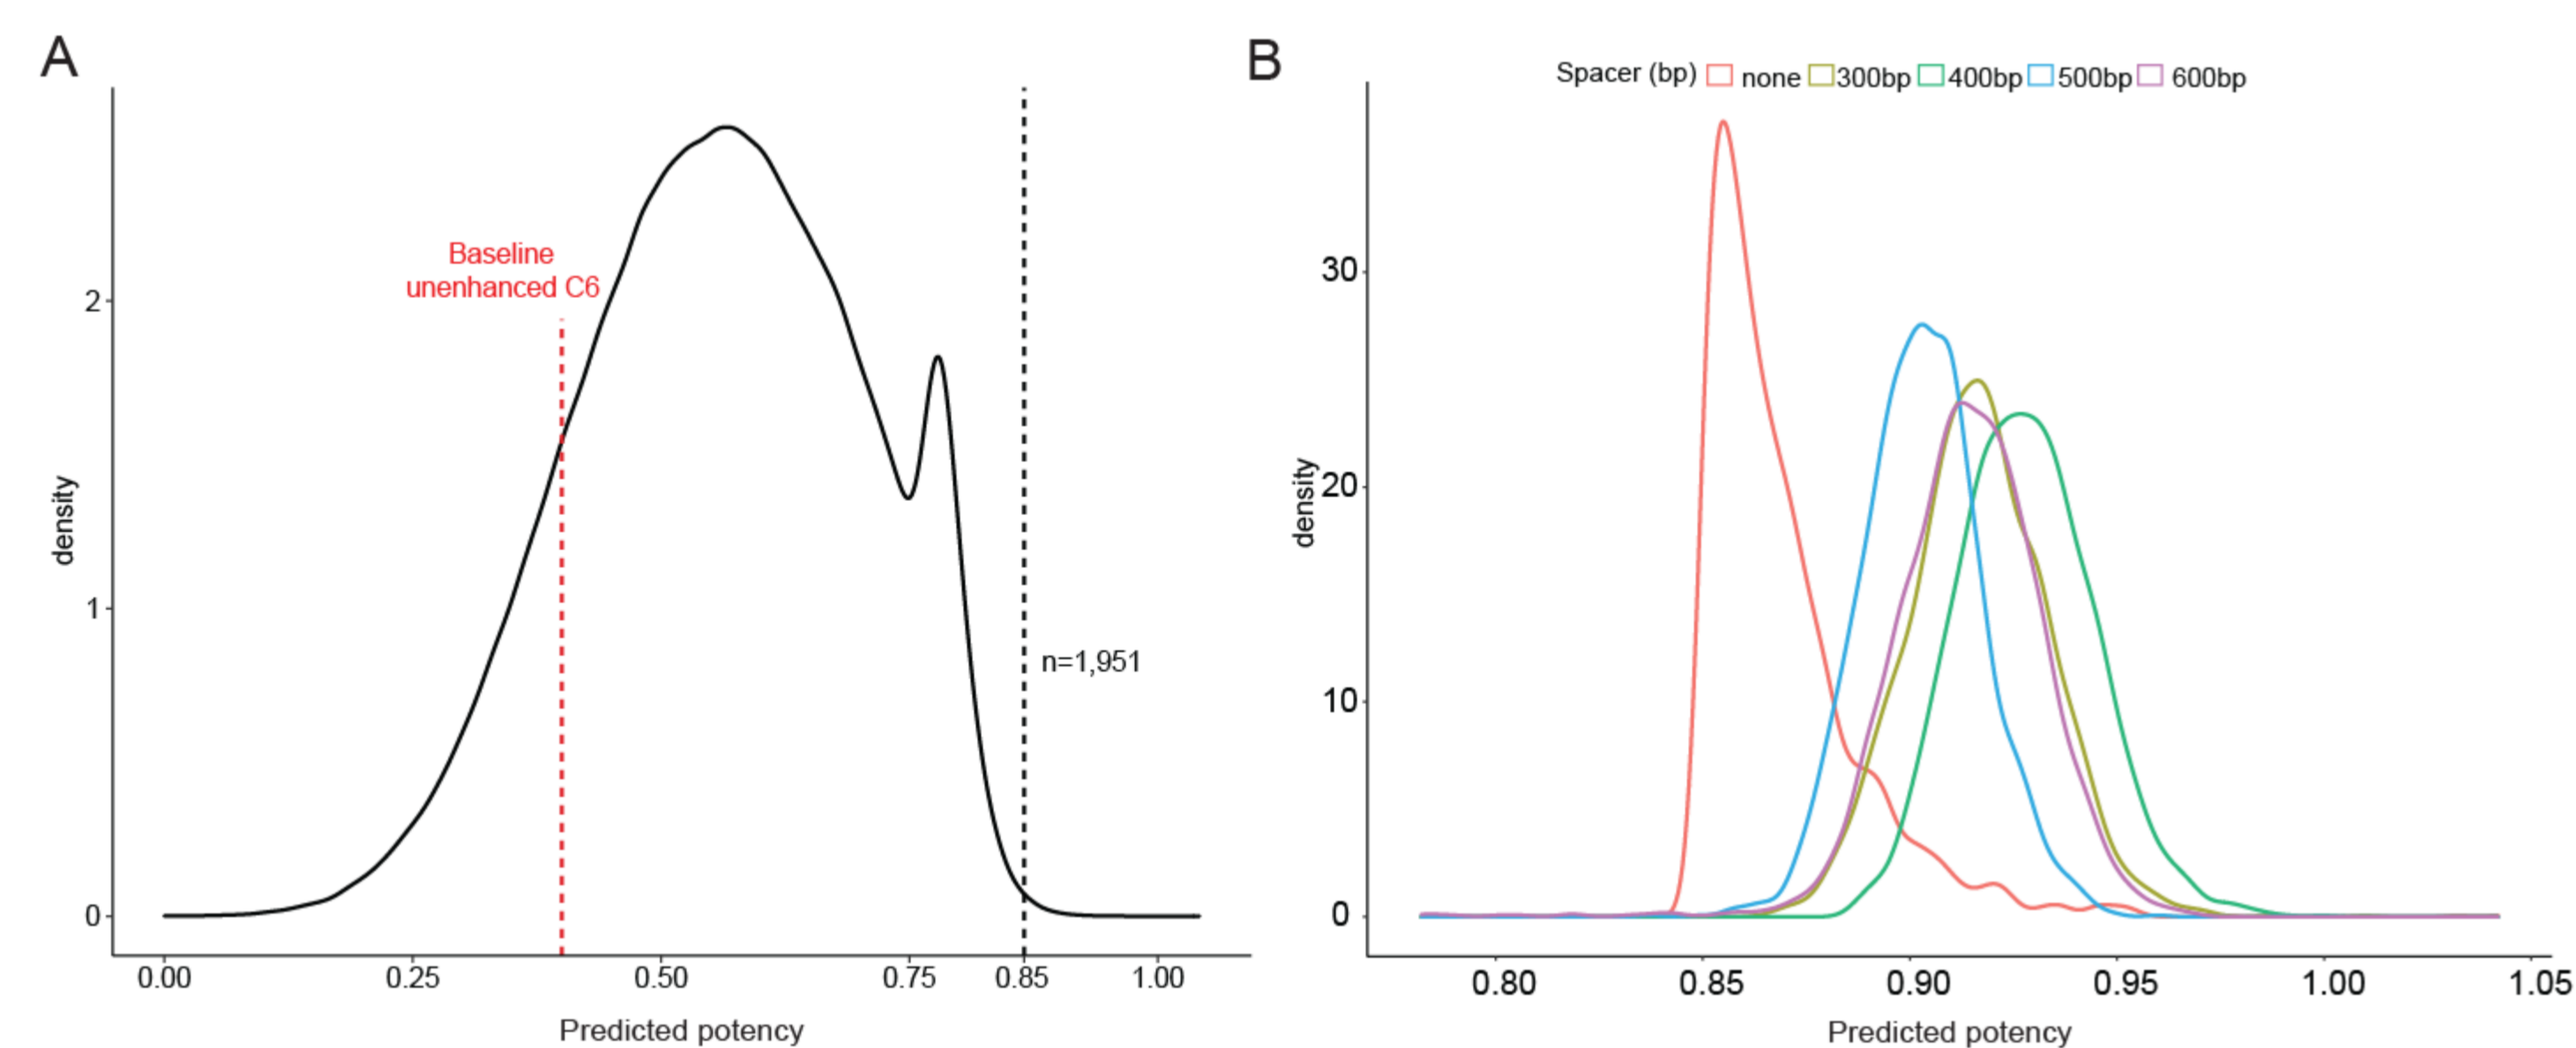 A
Baseline
unenhanced C6
2
1
0
density
n=1,951
0.00 0.25 0.50 0.75 0.85 1.00
Predicted potency
B
Spacer (bp) none 300bp 400bp 500bp 600bp
30
20
10
0
density
0.80 0.85 0.90 0.95 1.00 1.05
Predicted potency